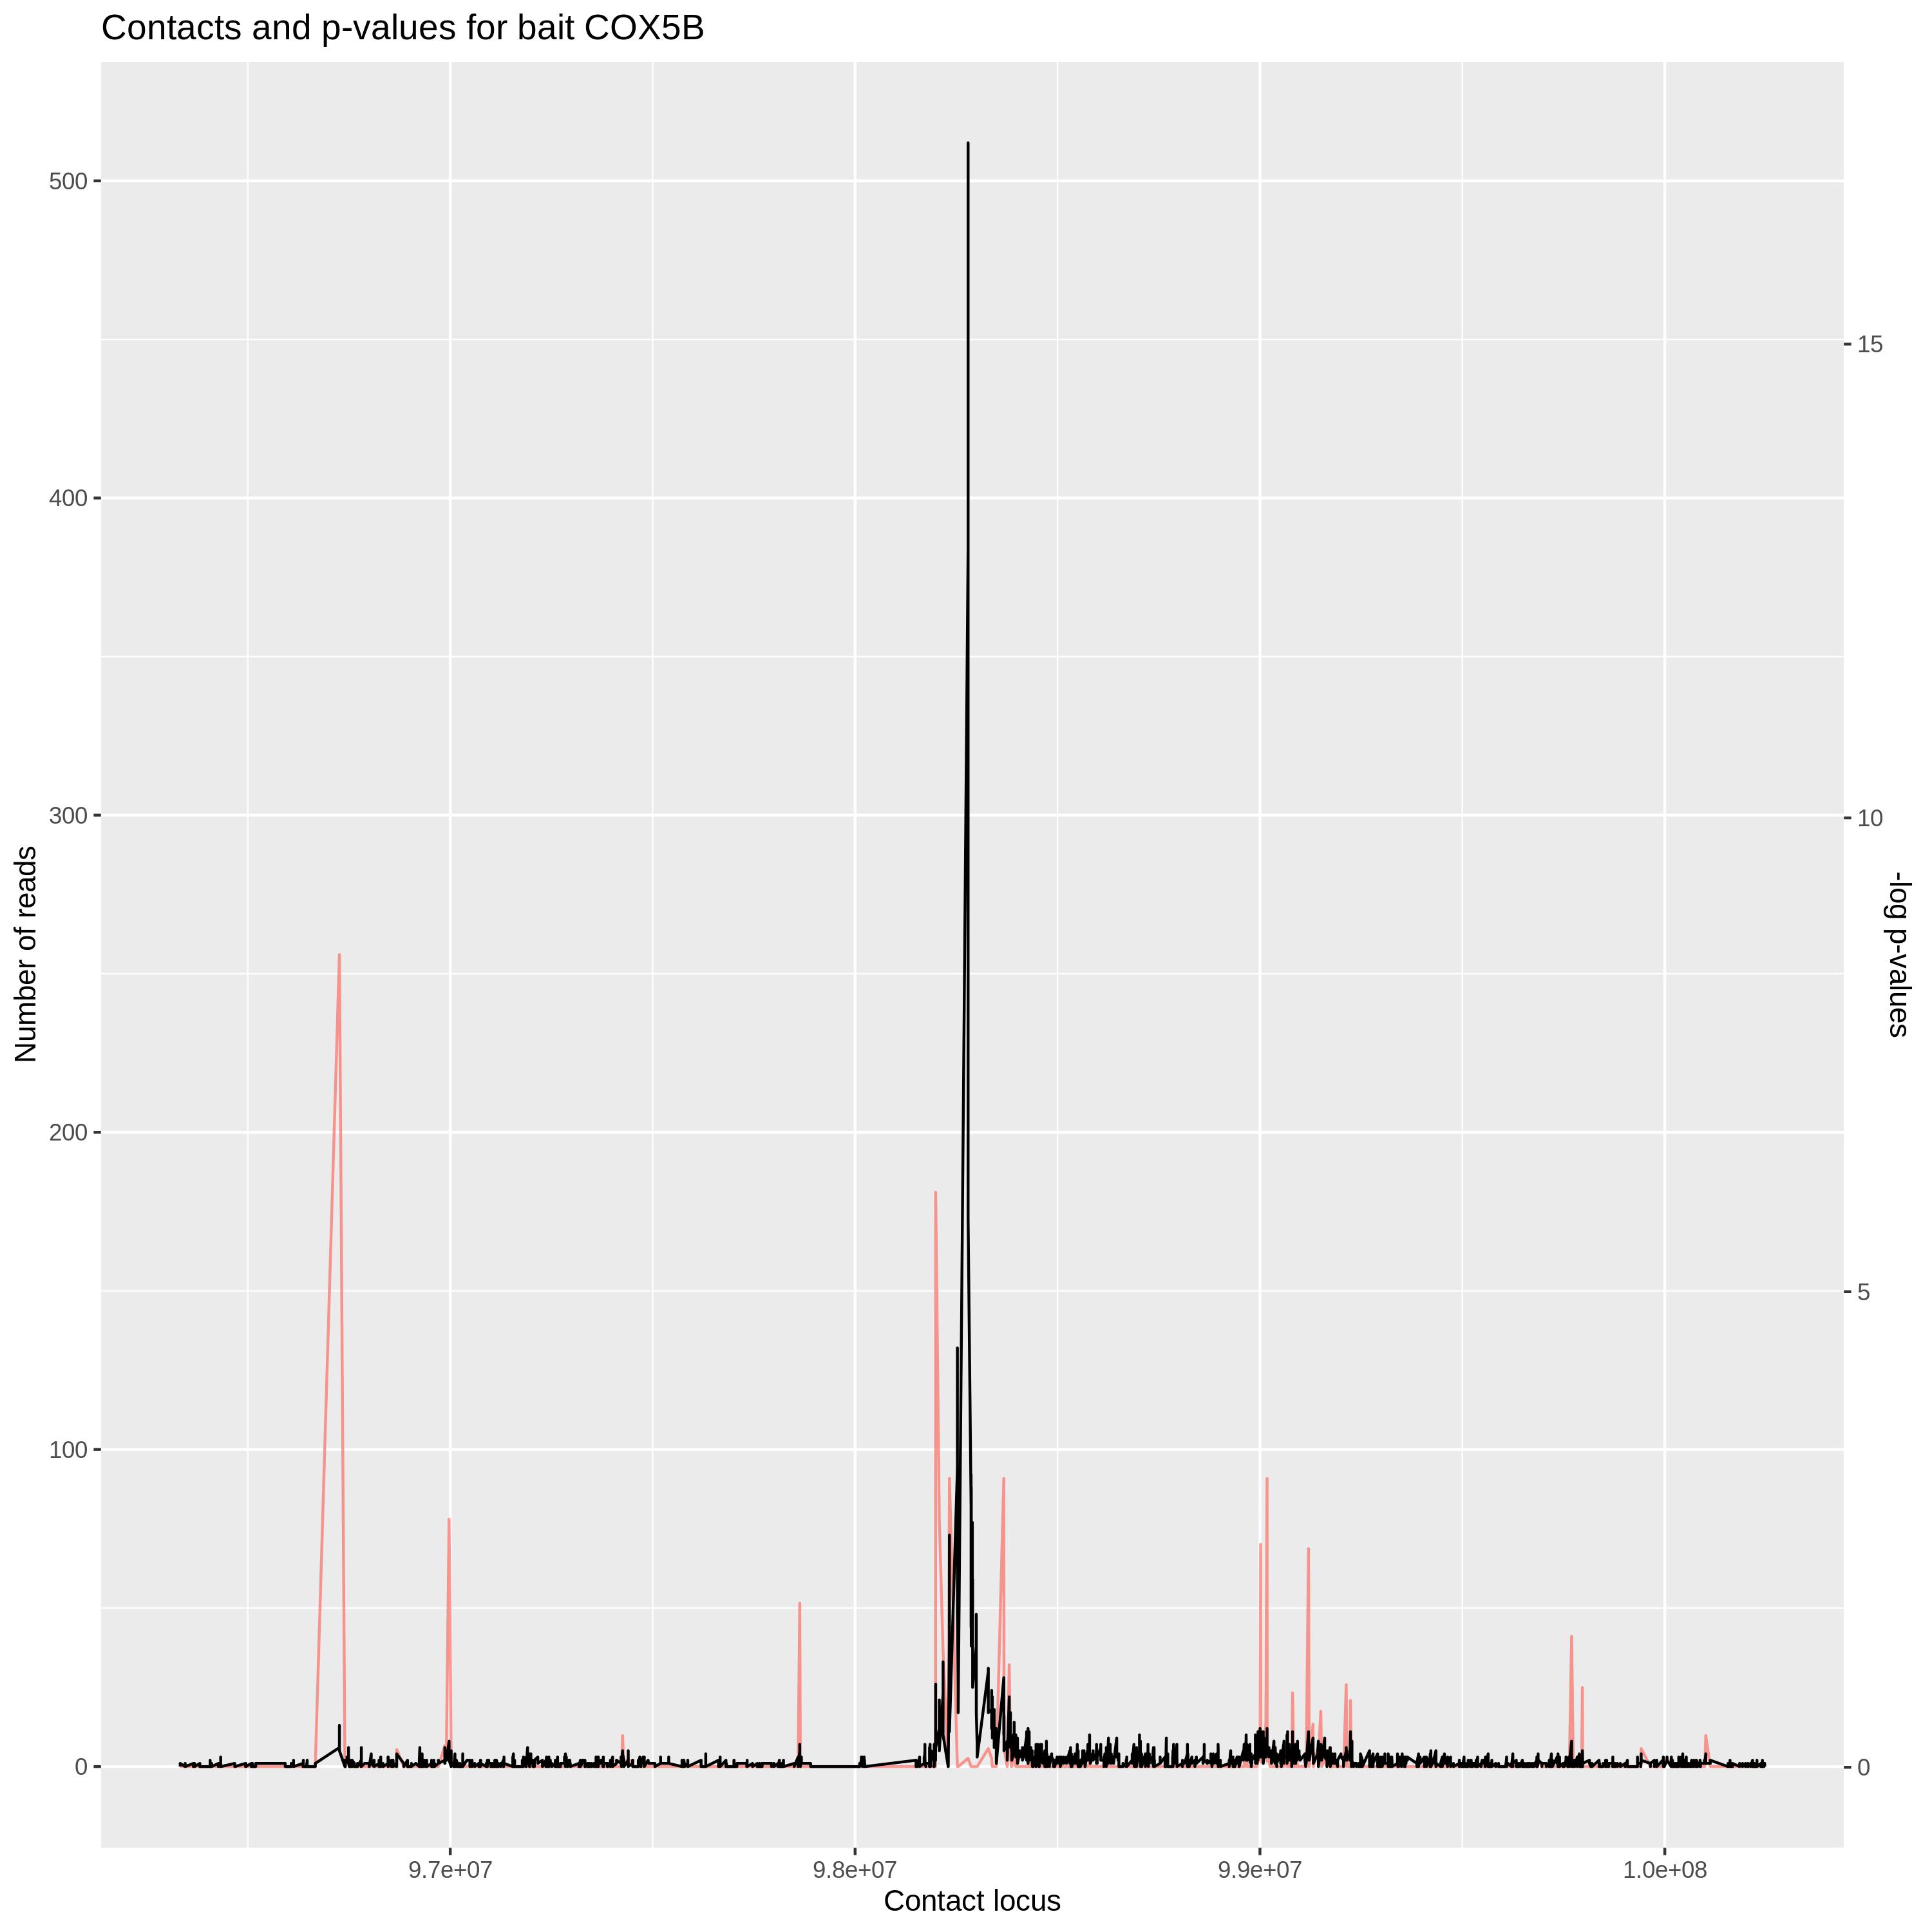 Contacts and p-values for bait COX5B
500
400
300
200
100
0
Number of reads
15
10
5
0
-log p-values
9.7e+07
9.8e+07
9.9e+07
1.0e+08
Contact locus